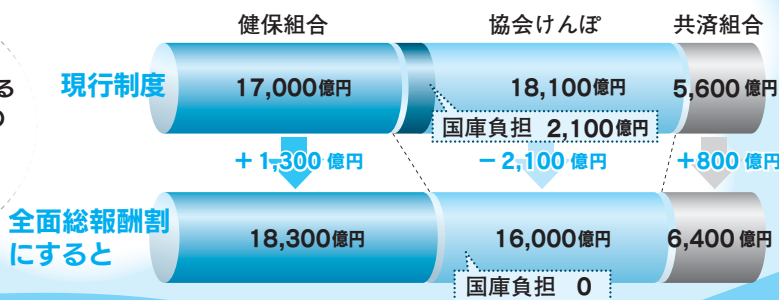 健保組合 協会けんぽ 共済組合
る
の
現行制度 17,000億円 18,100億円 5,600億円
国庫負担 2,100億円
+1,300億円 −2,100億円 +800億円
全面総報酬割
にすると
18,300億円 16,000億円 6,400億円
国庫負担 0